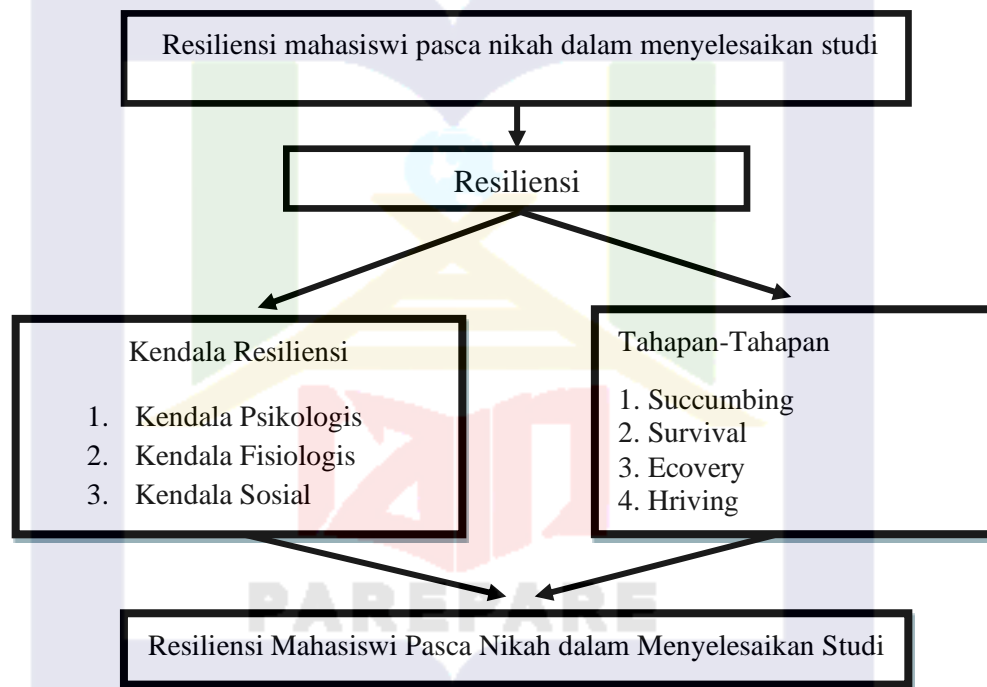 Resiliensi mahasiswi pasca nikah dalam menyelesaikan studi
Resiliensi
Kendala Resiliensi
1. Kendala Psikologis
2. Kendala Fisiologis
3. Kendala Sosial
Tahapan-Tahapan
1. Succumbing
2. Survival
3. Ecovery
4. Hriving
PAREPARE
Resiliensi Mahasiswi Pasca Nikah dalam Menyelesaikan Studi